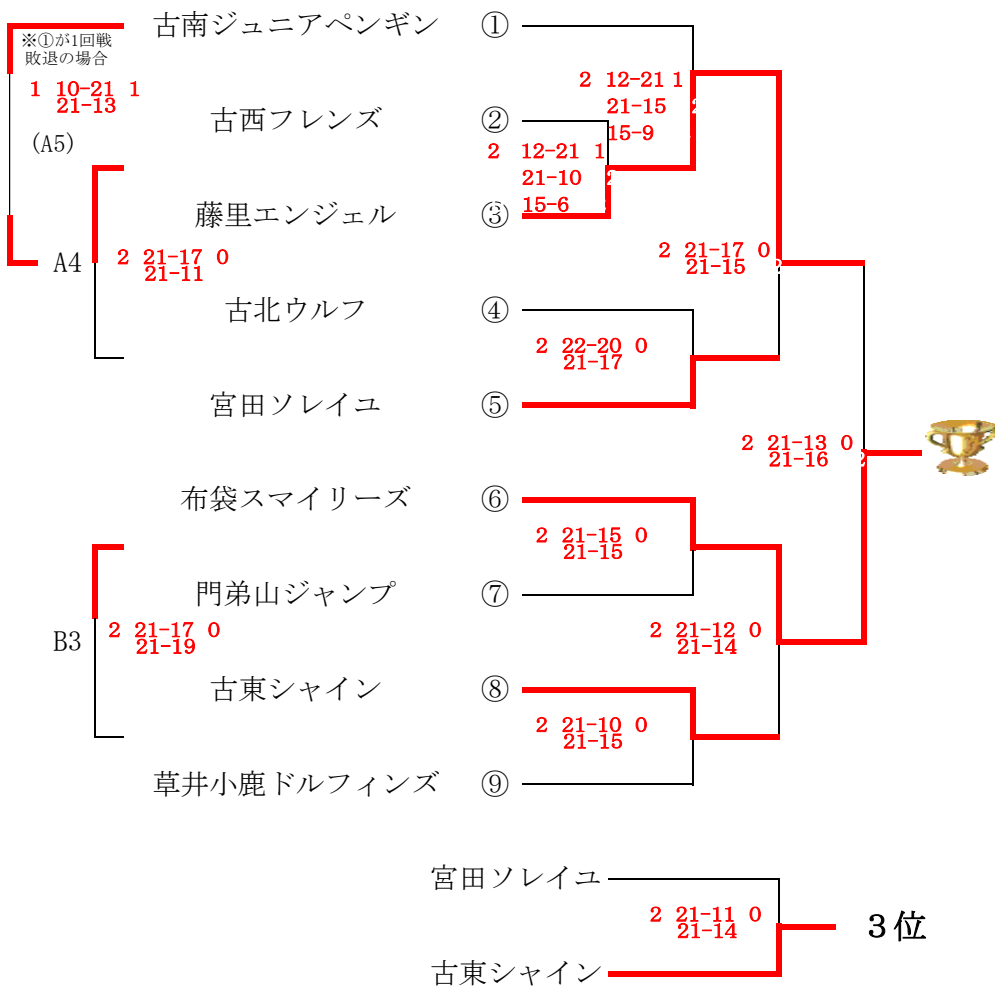 古南ジュニアペンギン ①
※①が1回戦
敗退の場合
1 10-21 1
21-13
(A5)
2 12-21 1
21-15
15-9
古西フレンズ ②
2 12-21 1
21-10
15-6
藤里エンジェル ③
A4
2 21-17 0
21-11
2 21-17 0
21-15
古北ウルフ ④
2 22-20 0
21-17
宮田ソレイユ ⑤
2 21-13 0
21-16
布袋スマイリーズ ⑥
2 21-15 0
21-15
門弟山ジャンプ ⑦
B3
2 21-17 0
21-19
2 21-12 0
21-14
古東シャイン ⑧
2 21-10 0
21-15
草井小鹿ドルフィンズ ⑨
宮田ソレイユ
2 21-11 0
21-14
3位
古東シャイン